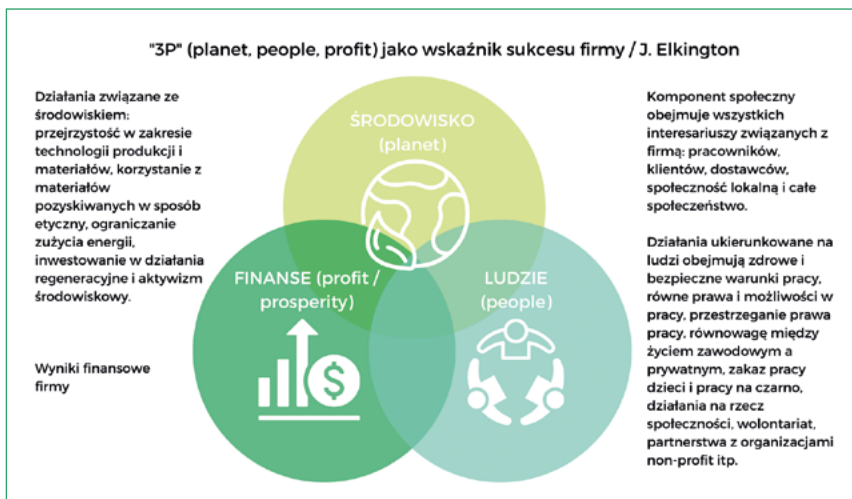 "3P" (planet, people, profit) jako wskaźnik sukcesu firmy / J. Elkington
Działania związane ze
środowiskiem:
przejrzystość w zakresie
technologii produkcji i
materiałów, korzystanie z
materiałów
pozyskiwanych w sposób
etyczny, ograniczanie
zużycia energii,
inwestowanie w działania
regeneracyjne i aktywizm
środowiskowy.
Wyniki finansowe
firmy
ŚRODOWISKO
(planet)
FINANSE (profit /
prosperity)
$
LUDZIE
(people)
Komponent społeczny
obejmuje wszystkich
interesariuszy związanych z
firmą: pracowników,
klientów, dostawców,
społeczność lokalną i całe
społeczeństwo.
Działania ukierunkowane na
ludzi obejmują zdrowe i
bezpieczne warunki pracy,
równe prawa i możliwości w
pracy, przestrzeganie prawa
pracy, równowagę między
życiem zawodowym a
prywatnym, zakaz pracy
dzieci i pracy na czarno,
działania na rzecz
społeczności, wolontariat,
partnerstwa z organizacjami
non-profit itp.